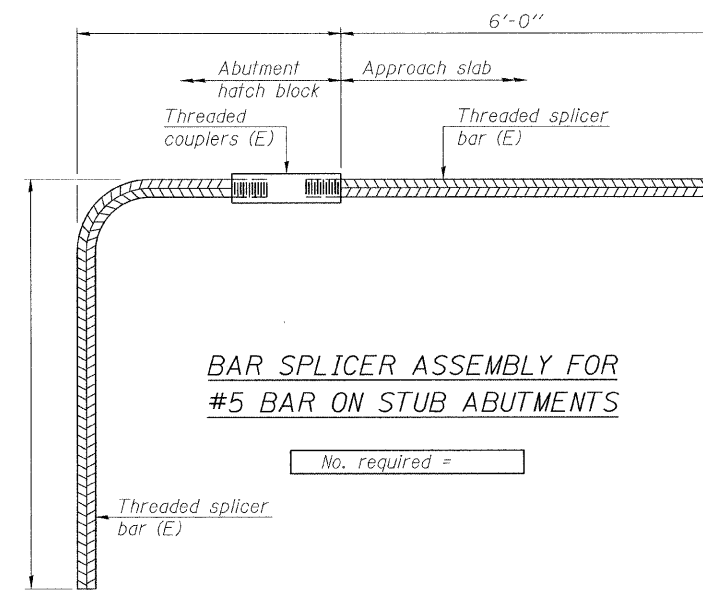 6'-0"
Abutment
hatch block
Approach slab
Threaded
couplers (E)
Threaded splicer
bar (E)
BAR SPLICER ASSEMBLY FOR
#5 BAR ON STUB ABUTMENTS
No. required =
Threaded splicer
bar (E)